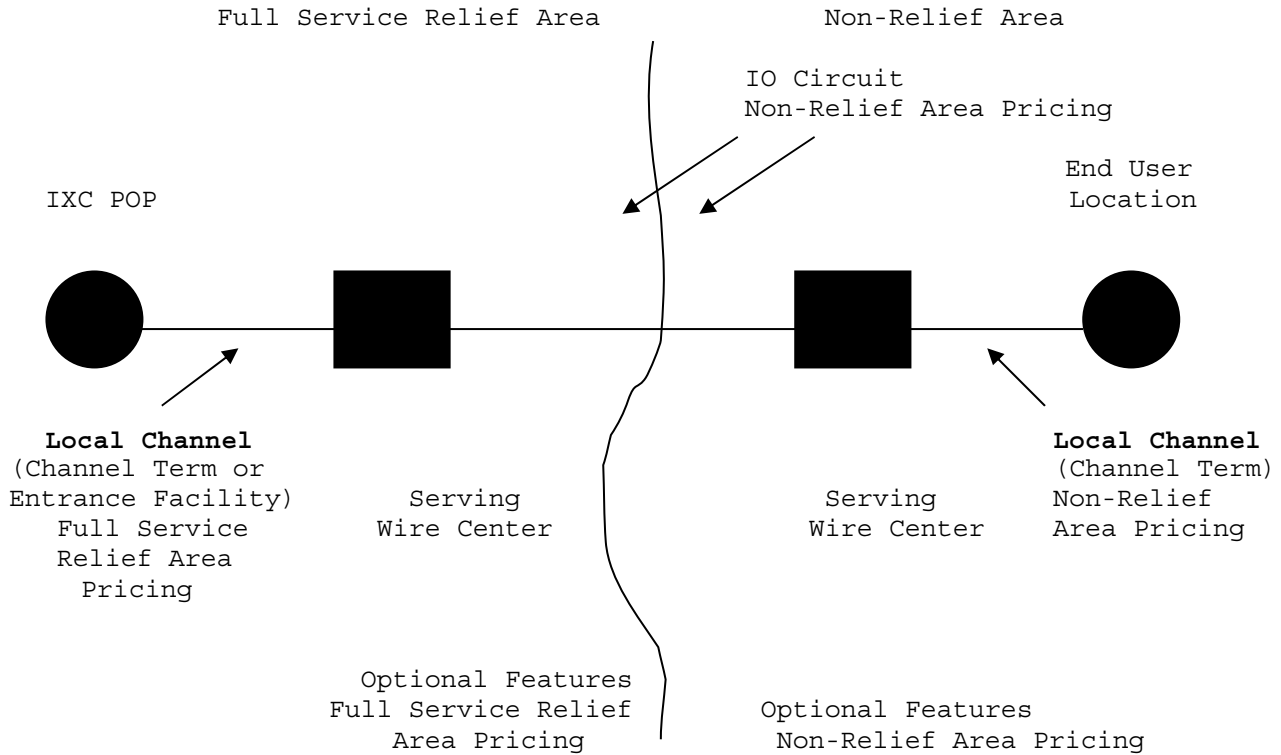 Full Service Relief Area
Non-Relief Area
IO Circuit
Non-Relief Area Pricing
IXC POP
End User
Location
Local Channel
(Channel Term or
Entrance Facility)
Full Service
Relief Area
Pricing
Serving
Wire Center
Serving
Wire Center
Local Channel
(Channel Term)
Non-Relief
Area Pricing
Optional Features
Full Service Relief
Area Pricing
Optional Features
Non-Relief Area Pricing